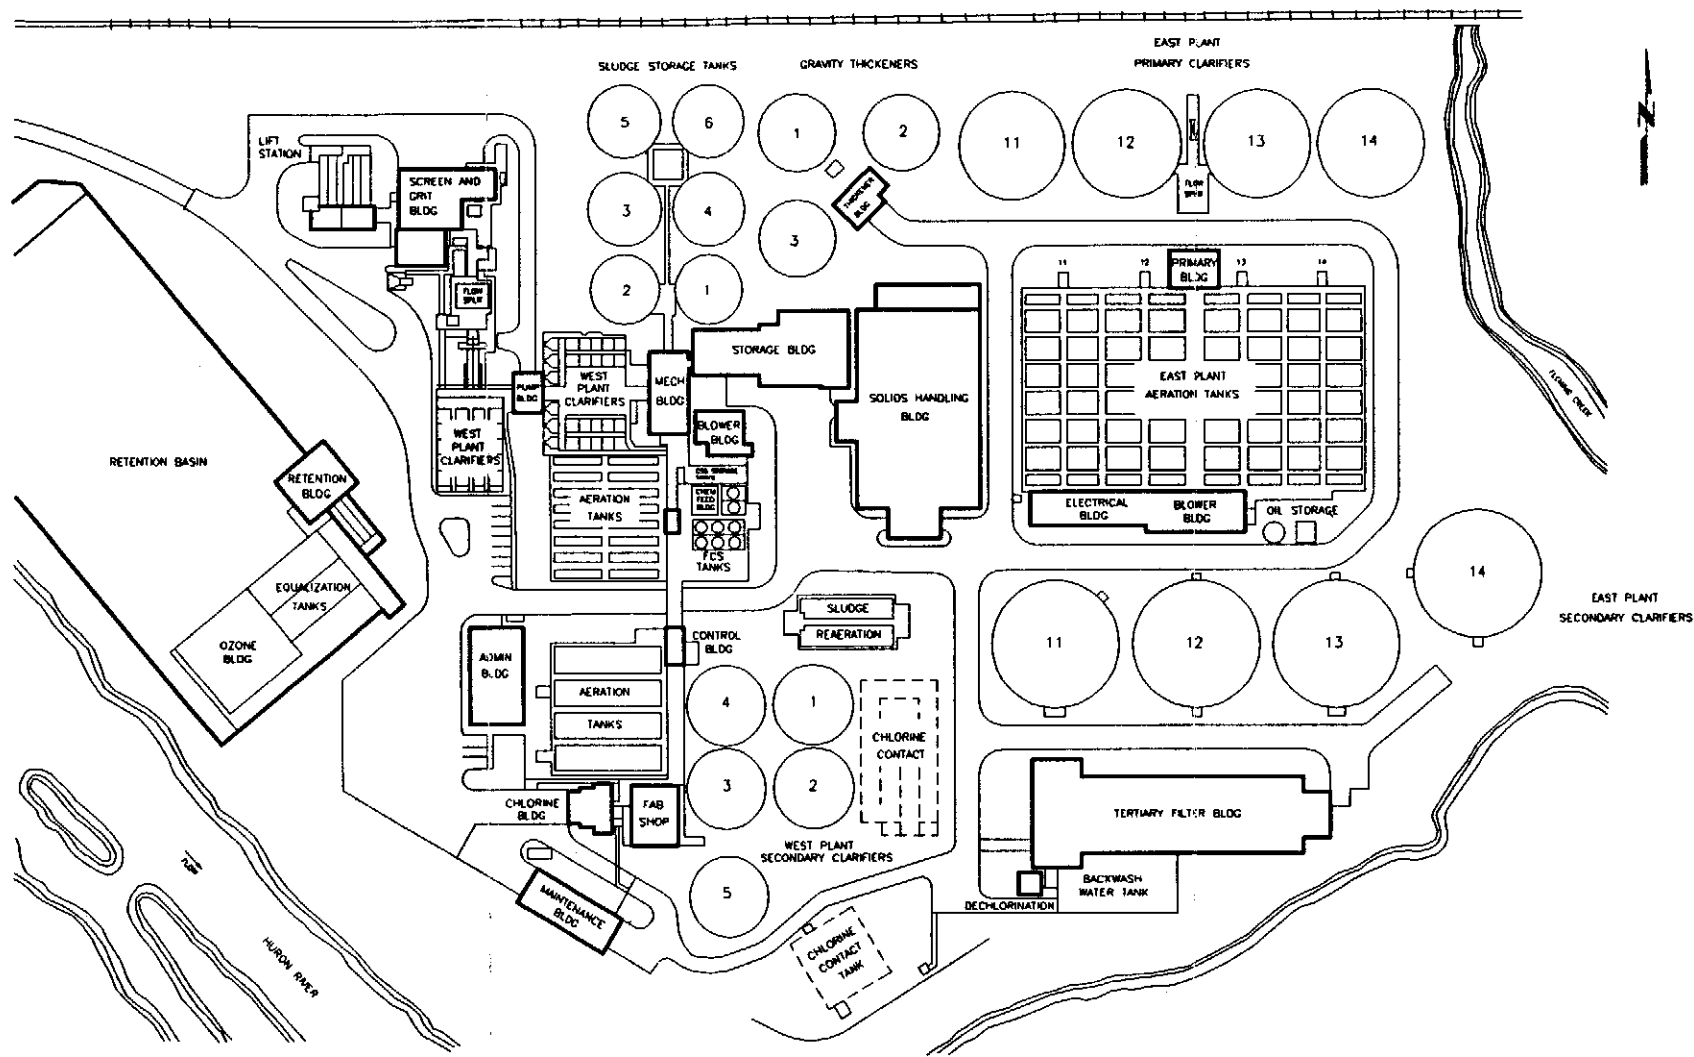 EAST PLANT
PRIMARY CLARIFIERS
SLUDGE STORAGE TANKS
GRAVITY THICKENERS
N
5
6
1
2
11
12
13
14
LIFT
STATION
SCREEN AND
GRIT
BLDG
FLOW
SPLIT
THICKENER
BLDG
3
4
3
2
1
FLOW
SPLIT
11
12
PRIMARY
BLDG
13
14
STORAGE BLDG
PUMP
BLDG
WEST
PLANT
CLARIFIERS
MECH
BLDG
SOLIDS HANDLING
BLDG
EAST PLANT
AERATION TANKS
FLEMING CREEK
BLOWER
BLDG
WEST
PLANT
CLARIFIERS
RETENTION BASIN
RETENTION
BLDG
AERATION
TANKS
CHEM
FEED
BLDG
FCS
TANKS
ELECTRICAL
BLDG
BLOWER
BLDG
OIL STORAGE
EQUALIZATION
TANKS
OZONE
BLDG
ADMIN
BLDG
CONTROL
BLDG
SLUDGE
REAERATION
11
12
13
14
EAST PLANT
SECONDARY CLARIFIERS
AERATION
TANKS
4
1
3
2
CHLORINE
CONTACT
CHLORINE
BLDG
FAB
SHOP
WEST PLANT
SECONDARY CLARIFIERS
5
TERTIARY FILTER BLDG
BACKWASH
WATER TANK
DECHLORINATION
MAINTENANCE
BLDG
CHLORINE
CONTACT
TANK
FLOW
HURON RIVER